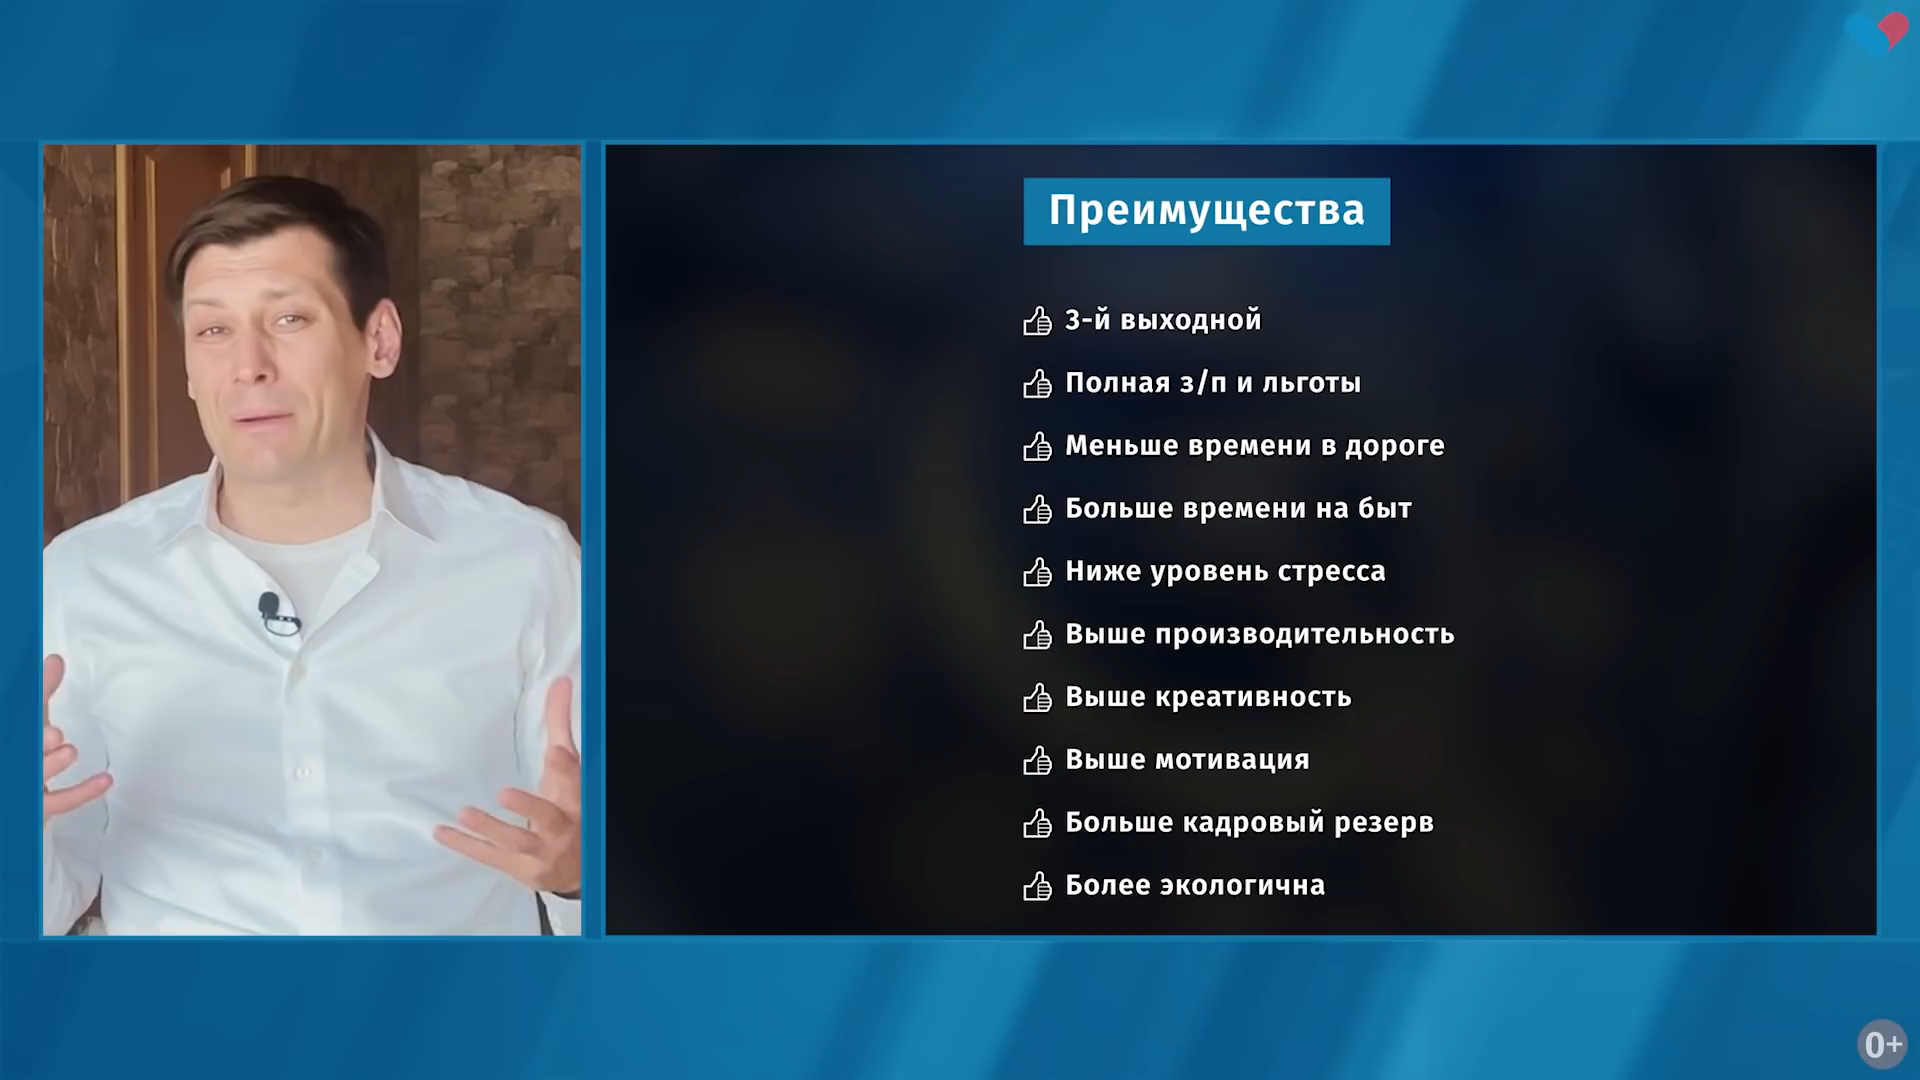 Преимущества
3-й выходной
Полная з/п и льготы
Меньше времени в дороге
Больше времени на быт
Ниже уровень стресса
Выше производительность
Выше креативность
Выше мотивация
Больше кадровый резерв
Более экологична
0+